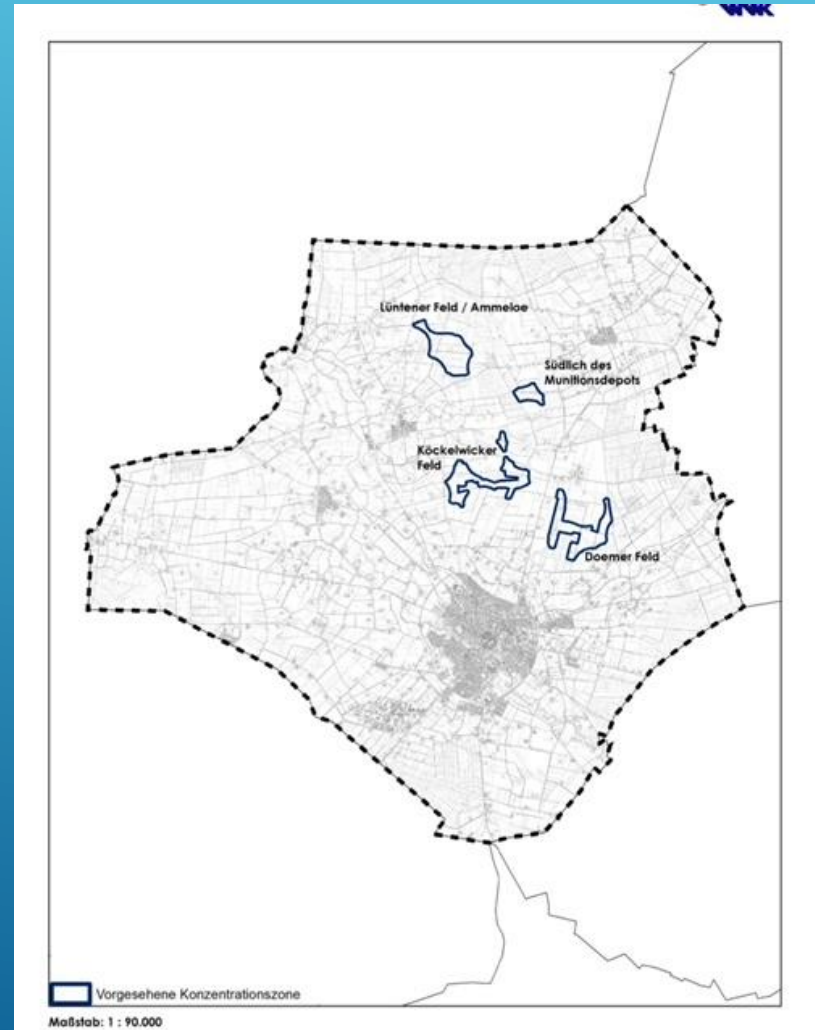 Lüntener Feld / Ammeloe
Südlich des
Munitionsdepots
Köckelwicker
Feld
Doemer Feld
Vorgesehene Konzentrationszone
Maßstab: 1 : 90.000